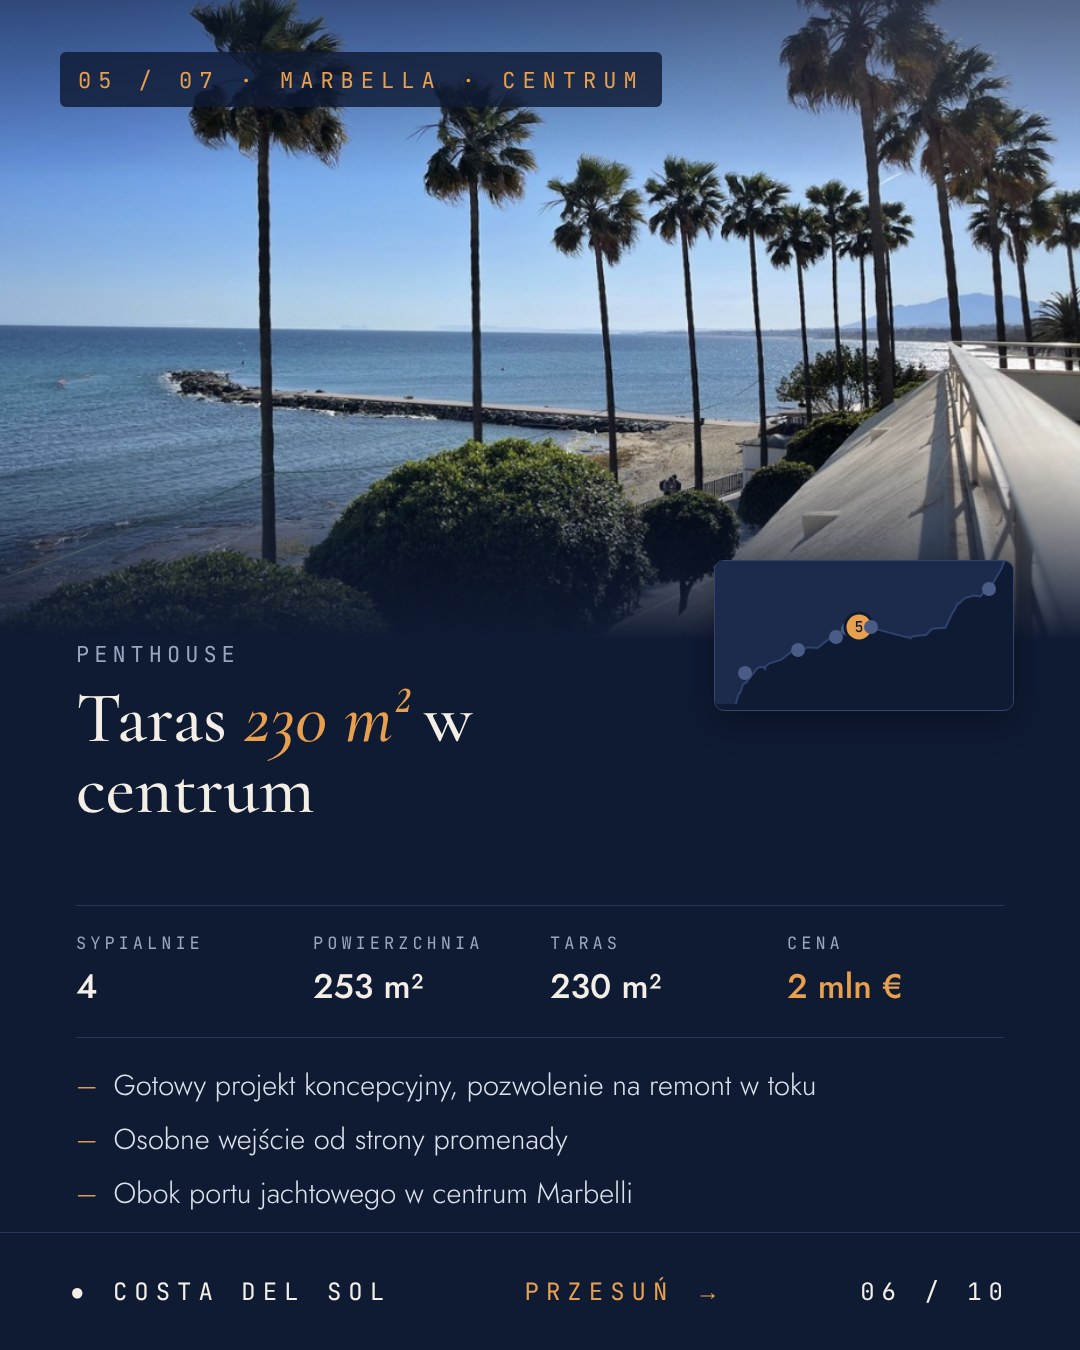 05 / 07 · MARBELLA · CENTRUM
5
PENTHOUSE
Taras 230 m² w
centrum
SYPIALNIE POWIERZCHNIA TARAS CENA
4 253 m² 230 m² 2 mln €
— Gotowy projekt koncepcyjny, pozwolenie na remont w toku
— Osobne wejście od strony promenady
— Obok portu jachtowego w centrum Marbelli
• COSTA DEL SOL PRZESUŃ → 06 / 10